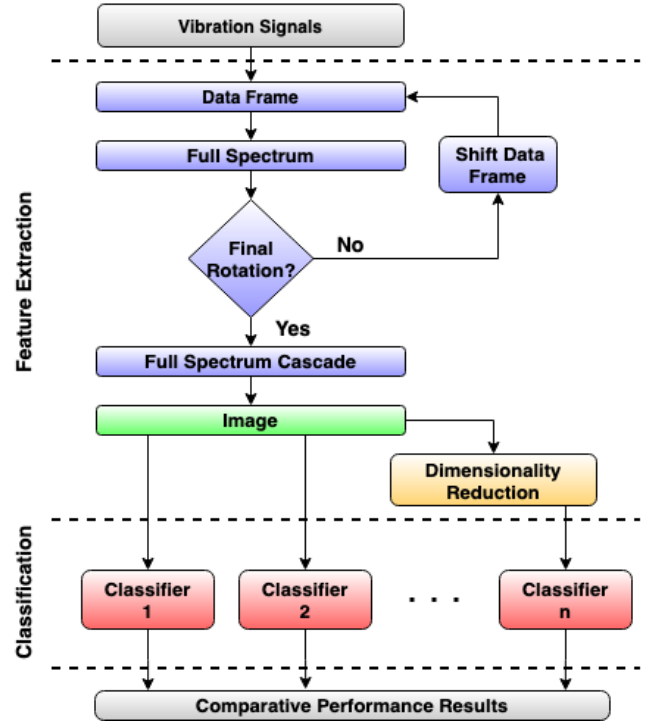 Vibration Signals
Data Frame
Full Spectrum
Shift Data
Frame
Final
Rotation?
No
Yes
Full Spectrum Cascade
Image
Dimensionality
Reduction
Feature Extraction
Classification
Classifier
1
Classifier
2
. . .
Classifier
n
Comparative Performance Results